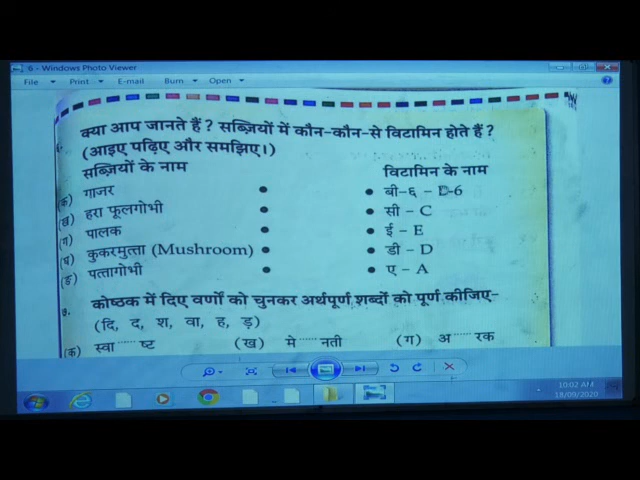 6 - Windows Photo Viewer
File Print E-mail Burn Open
क्या आप जानते हैं ? सब्ज़ियों में कौन-कौन-से विटामिन होते हैं ?
(आइए पढ़िए और समझिए।)
सब्ज़ियों के नाम विटामिन के नाम
(क) गाजर • • बी-६ - -6
(ख) हरा फूलगोभी • • सी - C
(ग) पालक • • ई - E
(घ) कुकरमुत्ता (Mushroom) • • डी - D
(ङ) पत्तागोभी • • ए - A
७. कोष्ठक में दिए वर्णों को चुनकर अर्थपूर्ण शब्दों को पूर्ण कीजिए-
(दि, द, श, वा, ह, ड़)
(क) स्वा ...... ष्ट (ख) मे ...... नती (ग) अ ...... रक
10:02 AM
18/09/2020